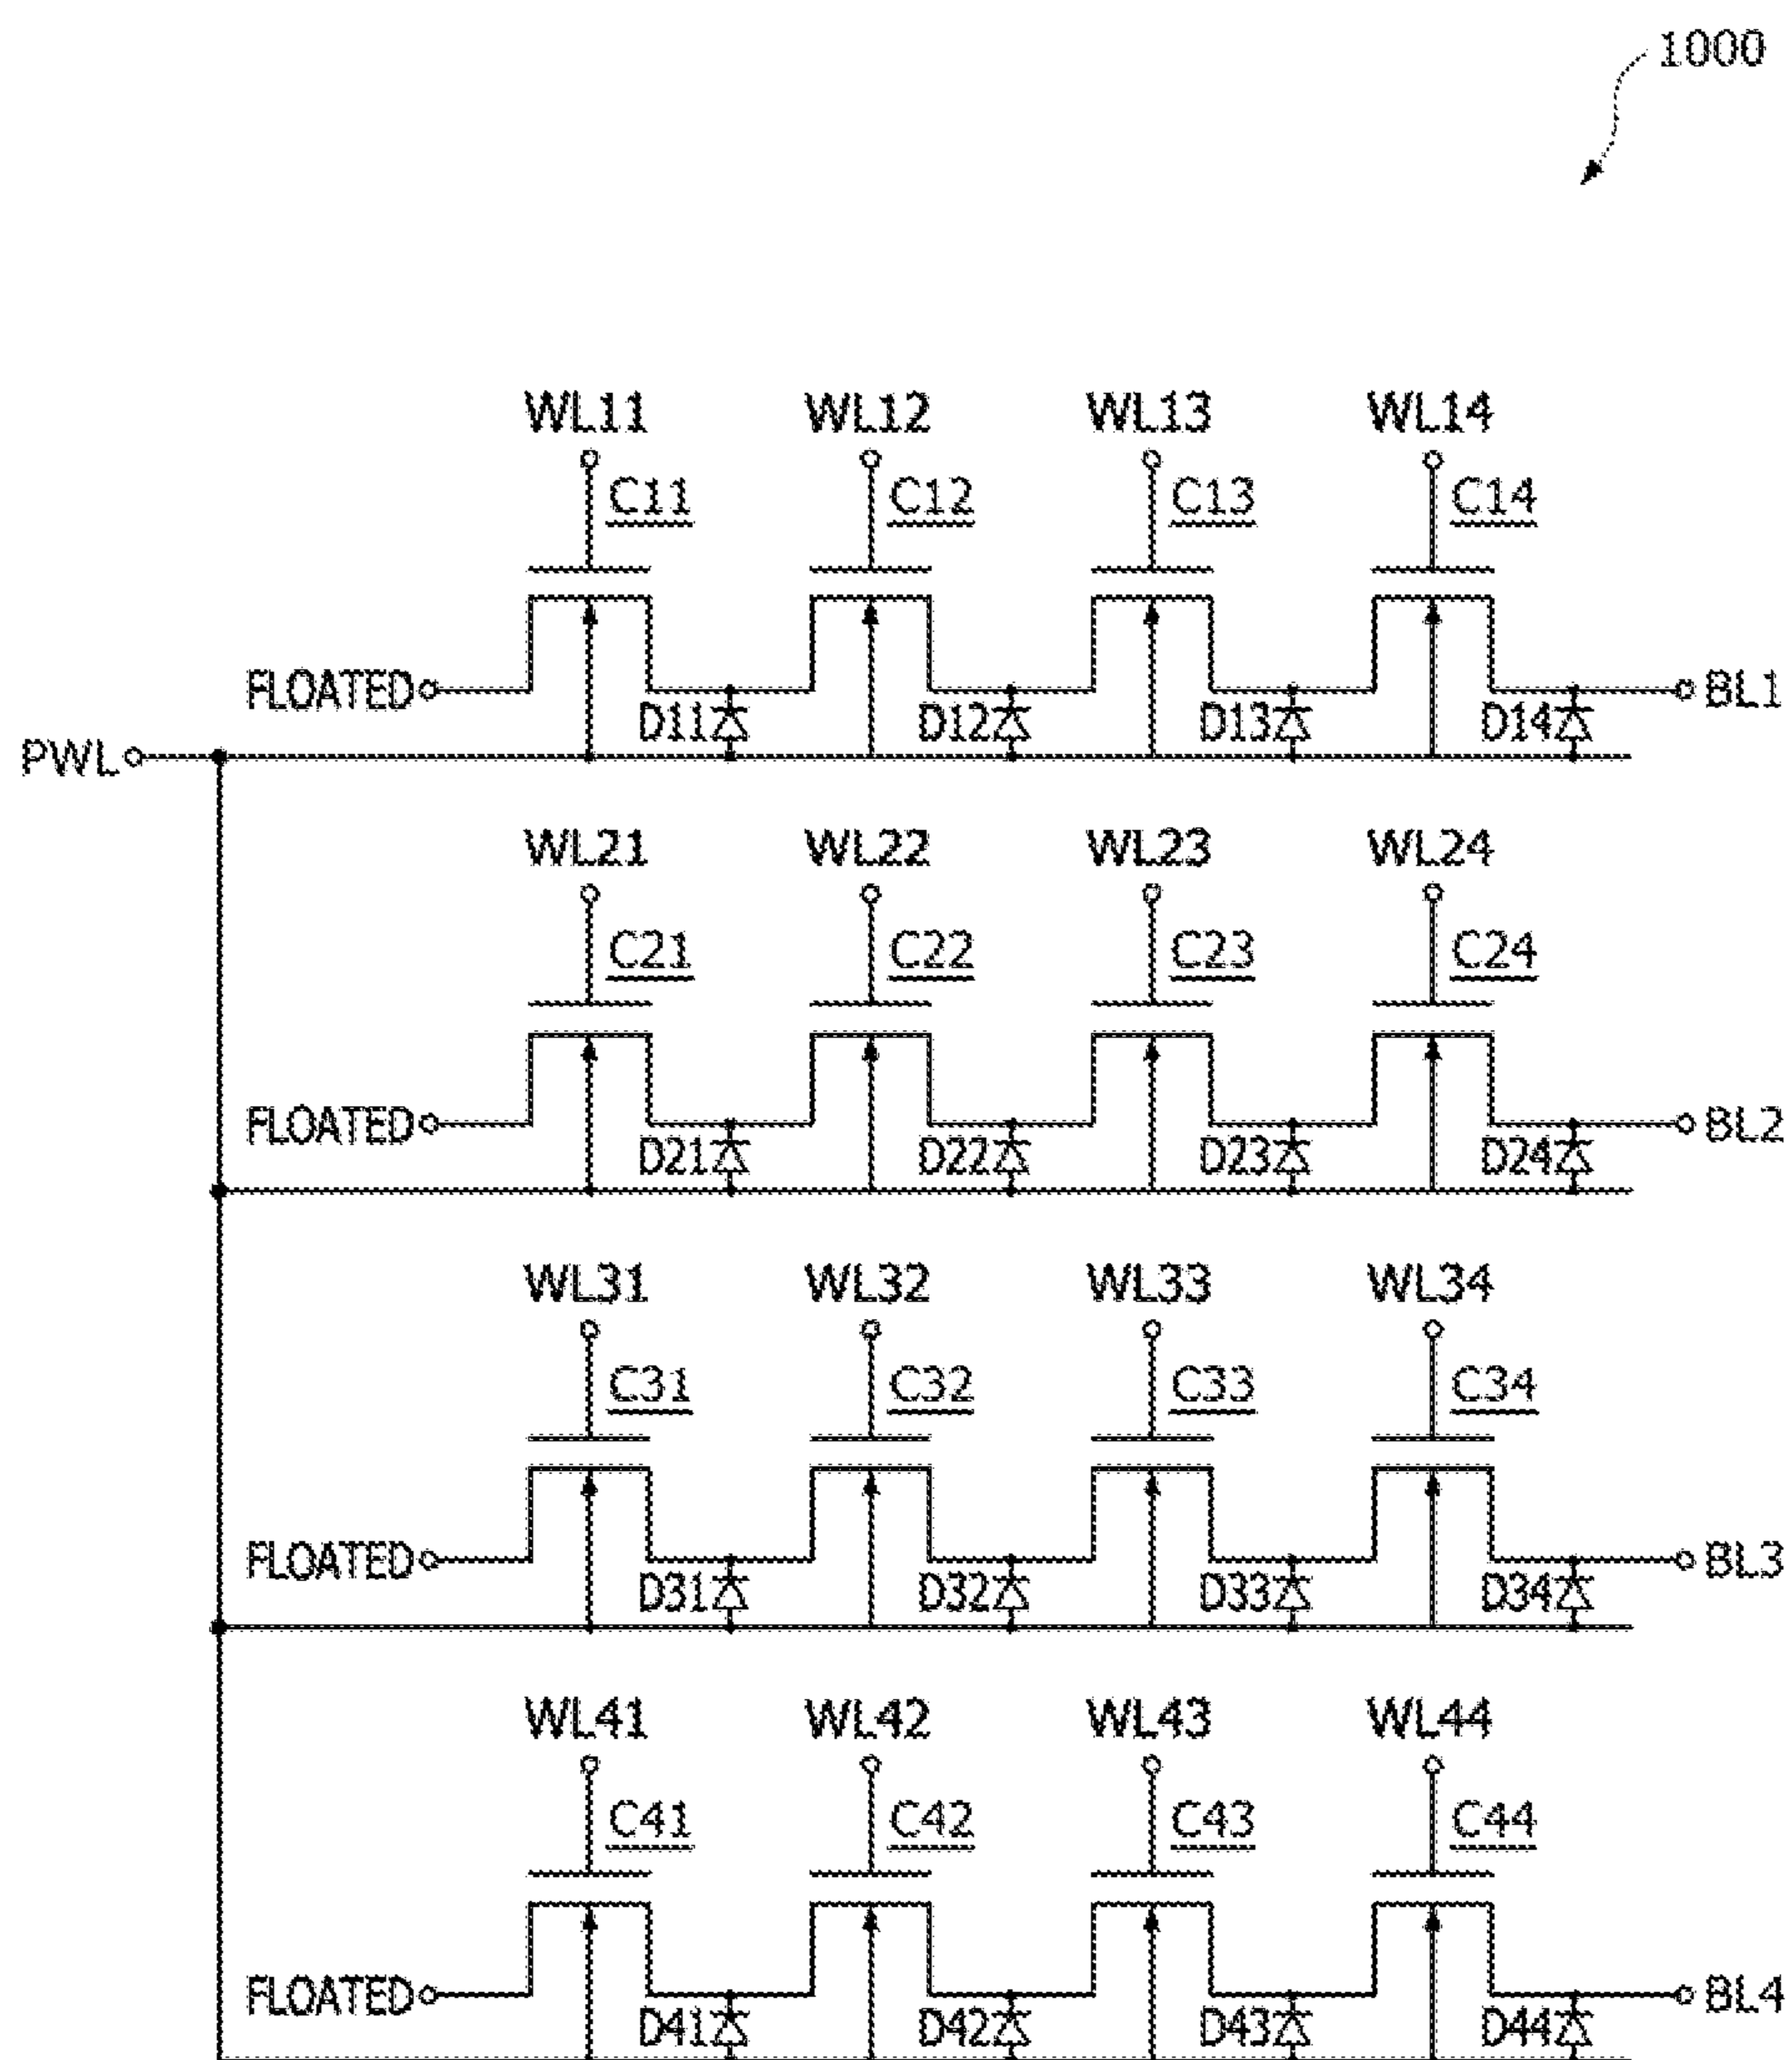 1000
WL11 WL12 WL13 WL14
C11 C12 C13 C14
FLOATED D11 D12 D13 D14 BL1
PWL
WL21 WL22 WL23 WL24
C21 C22 C23 C24
FLOATED D21 D22 D23 D24 BL2
WL31 WL32 WL33 WL34
C31 C32 C33 C34
FLOATED D31 D32 D33 D34 BL3
WL41 WL42 WL43 WL44
C41 C42 C43 C44
FLOATED D41 D42 D43 D44 BL4